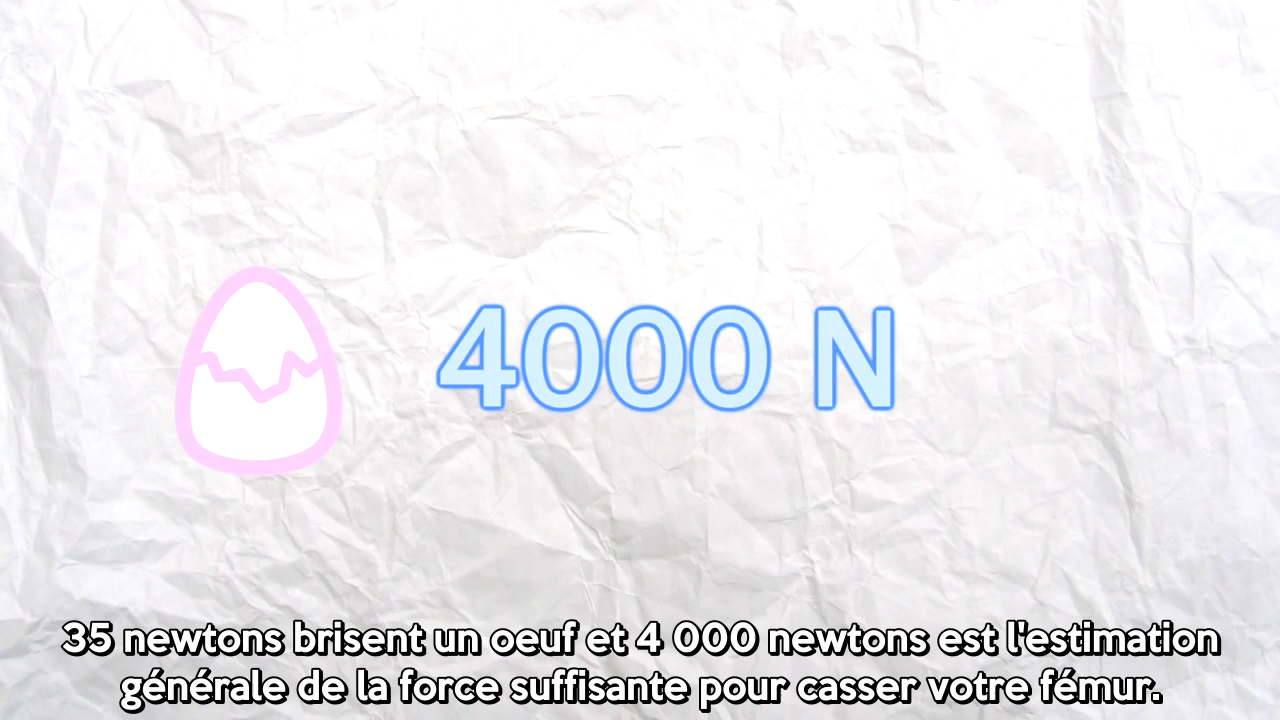 4000 N
35 newtons brisent un oeuf et 4 000 newtons est l'estimation
générale de la force suffisante pour casser votre fémur.